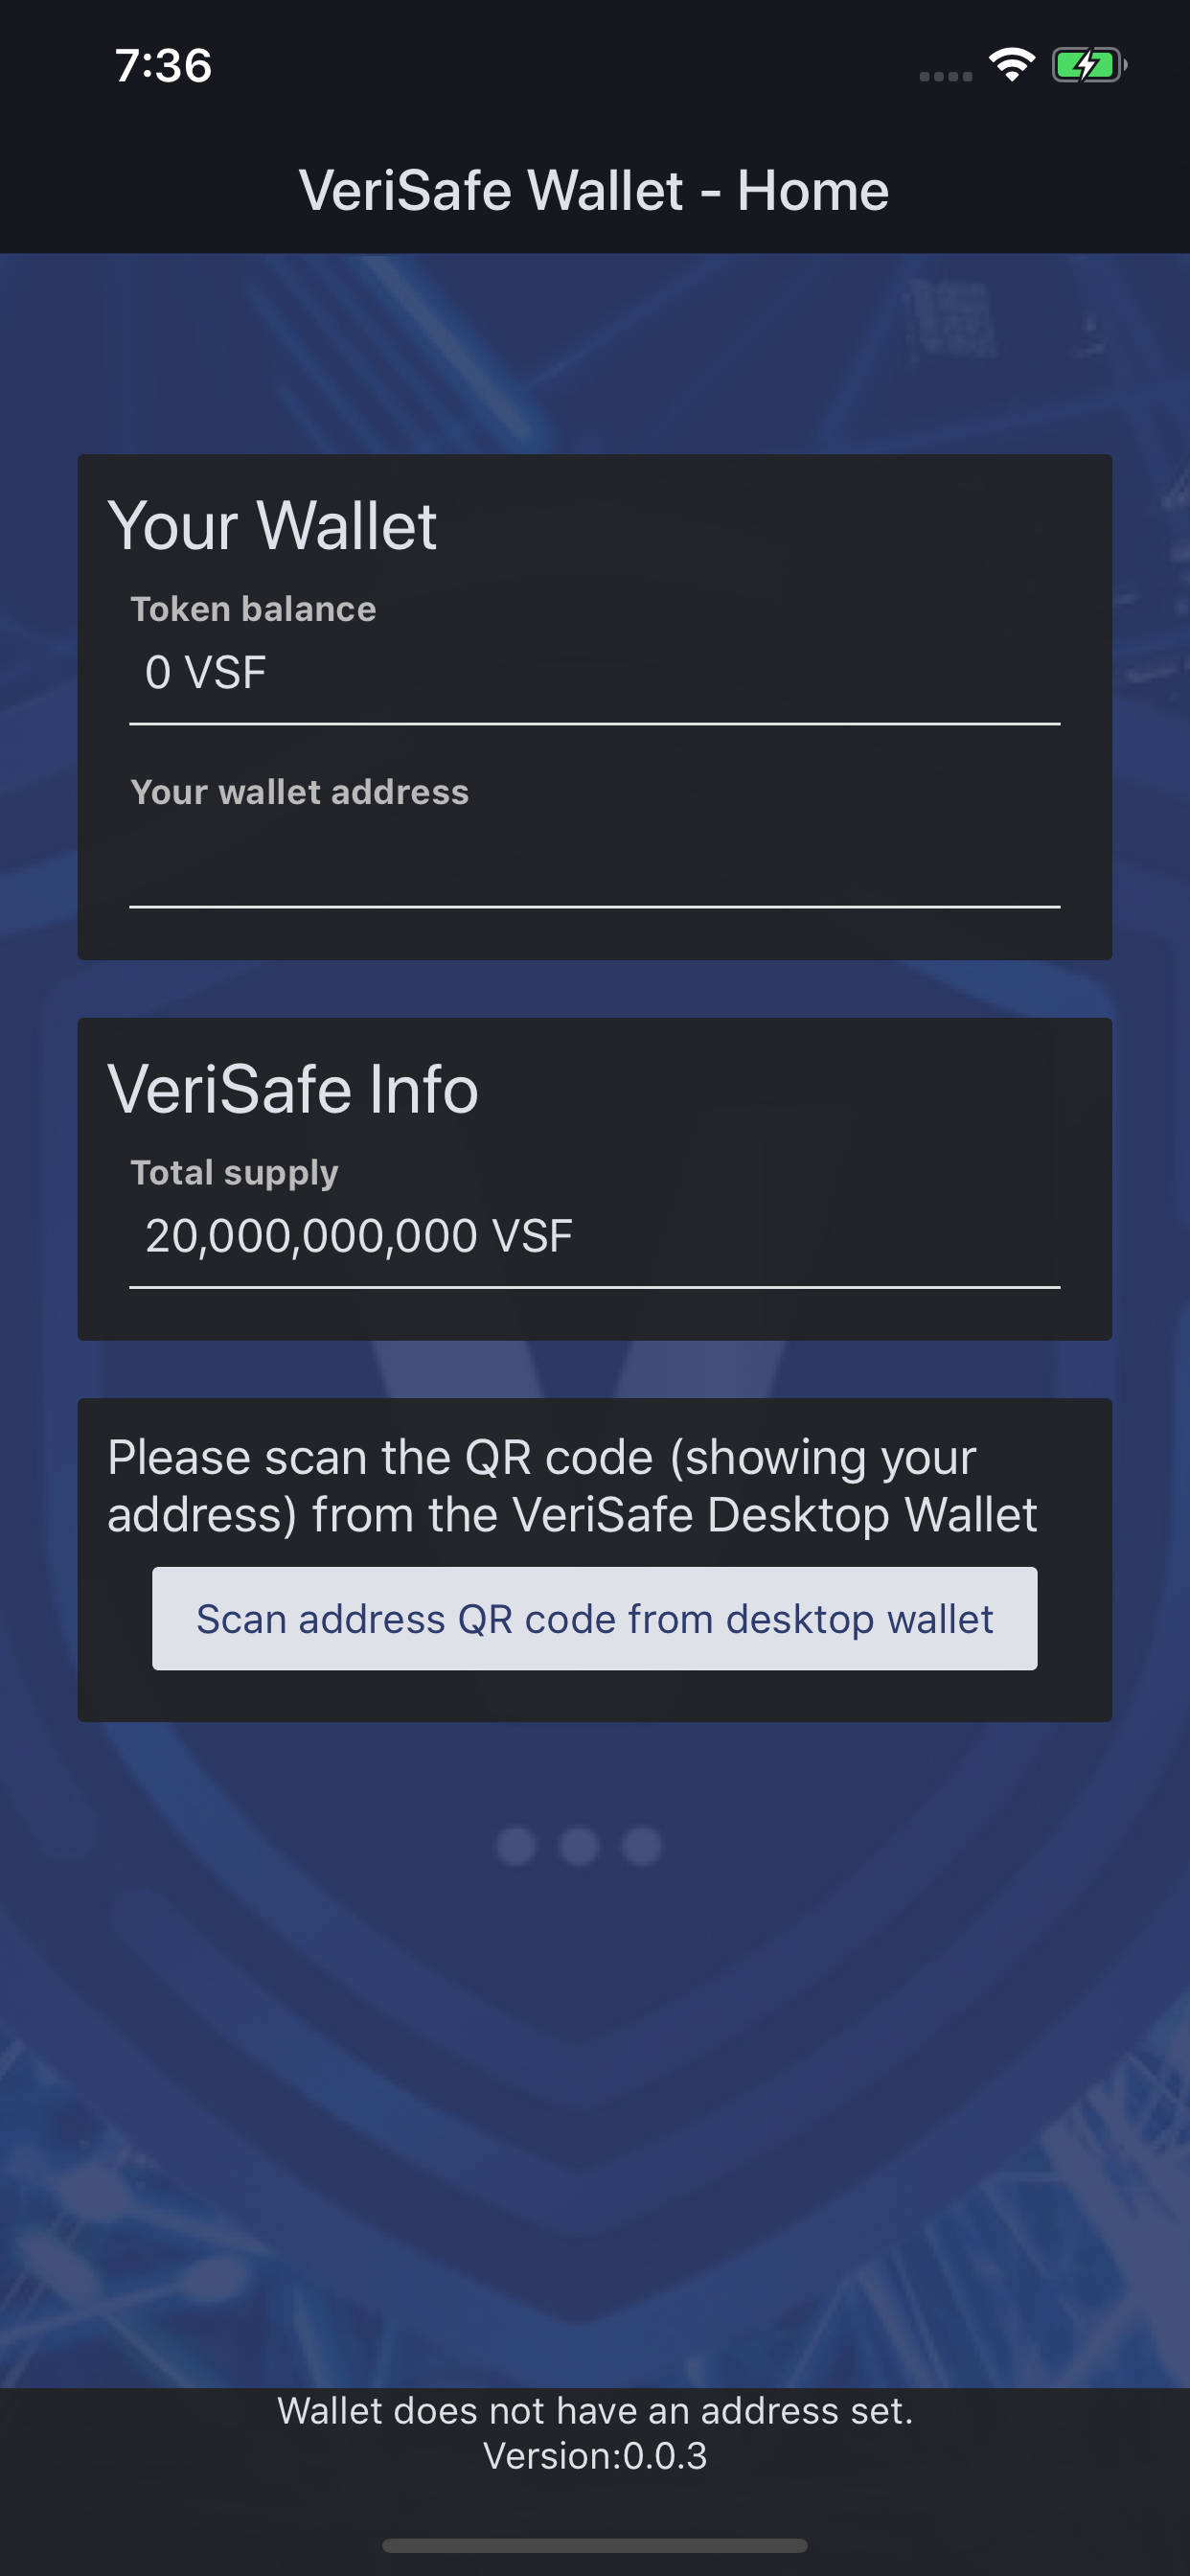 7:36
VeriSafe Wallet - Home
Your Wallet
Token balance
0 VSF
Your wallet address
VeriSafe Info
Total supply
20,000,000,000 VSF
Please scan the QR code (showing your
address) from the VeriSafe Desktop Wallet
Scan address QR code from desktop wallet
Wallet does not have an address set.
Version:0.0.3